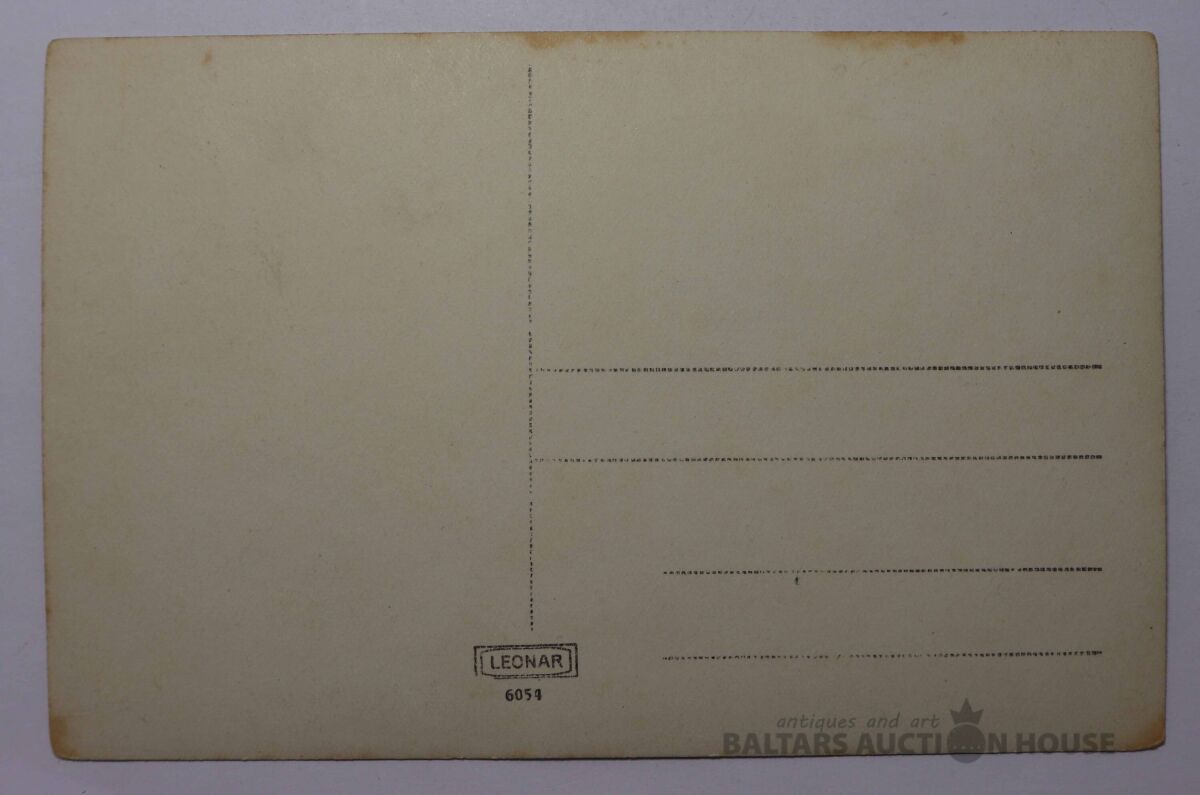 LEONAR
6054
antiques and art
BALTARS AUCTION HOUSE